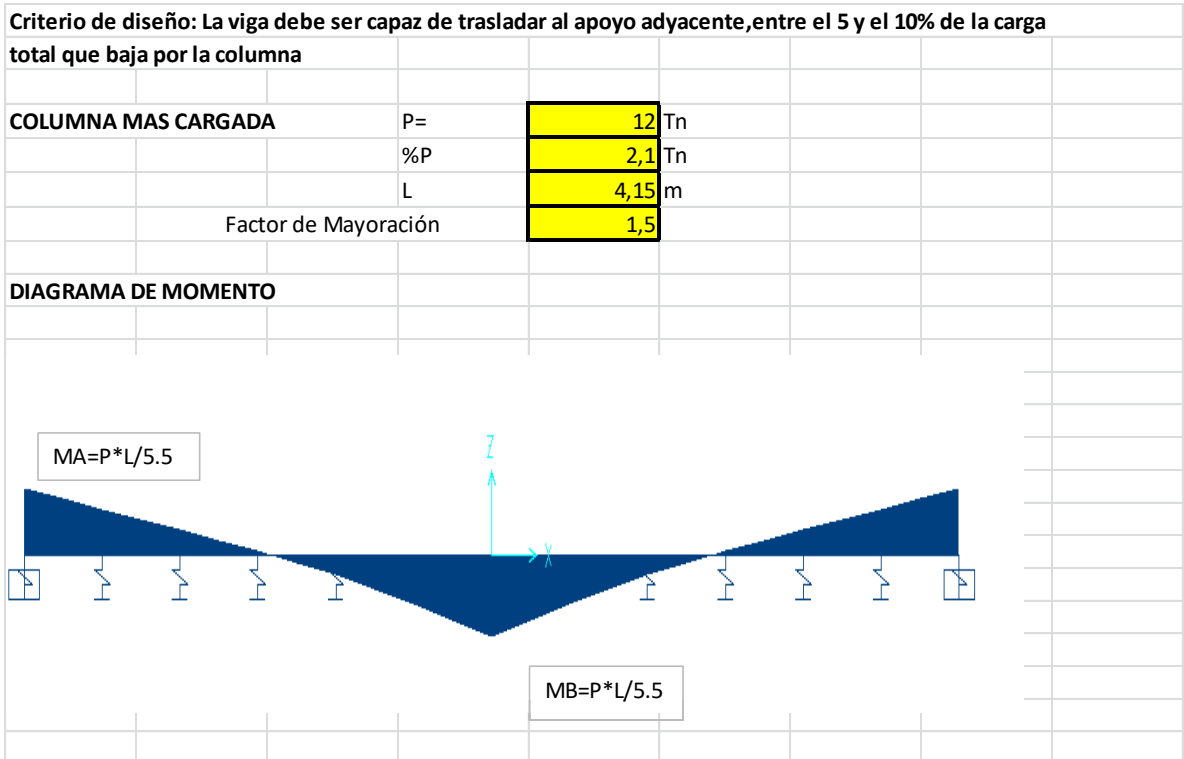 Criterio de diseño: La viga debe ser capaz de trasladar al apoyo adyacente,entre el 5 y el 10% de la carga
total que baja por la columna
COLUMNA MAS CARGADA P= 12 Tn
%P 2,1 Tn
L 4,15 m
Factor de Mayoración 1,5
DIAGRAMA DE MOMENTO
MA=P*L/5.5
Z
X
MB=P*L/5.5